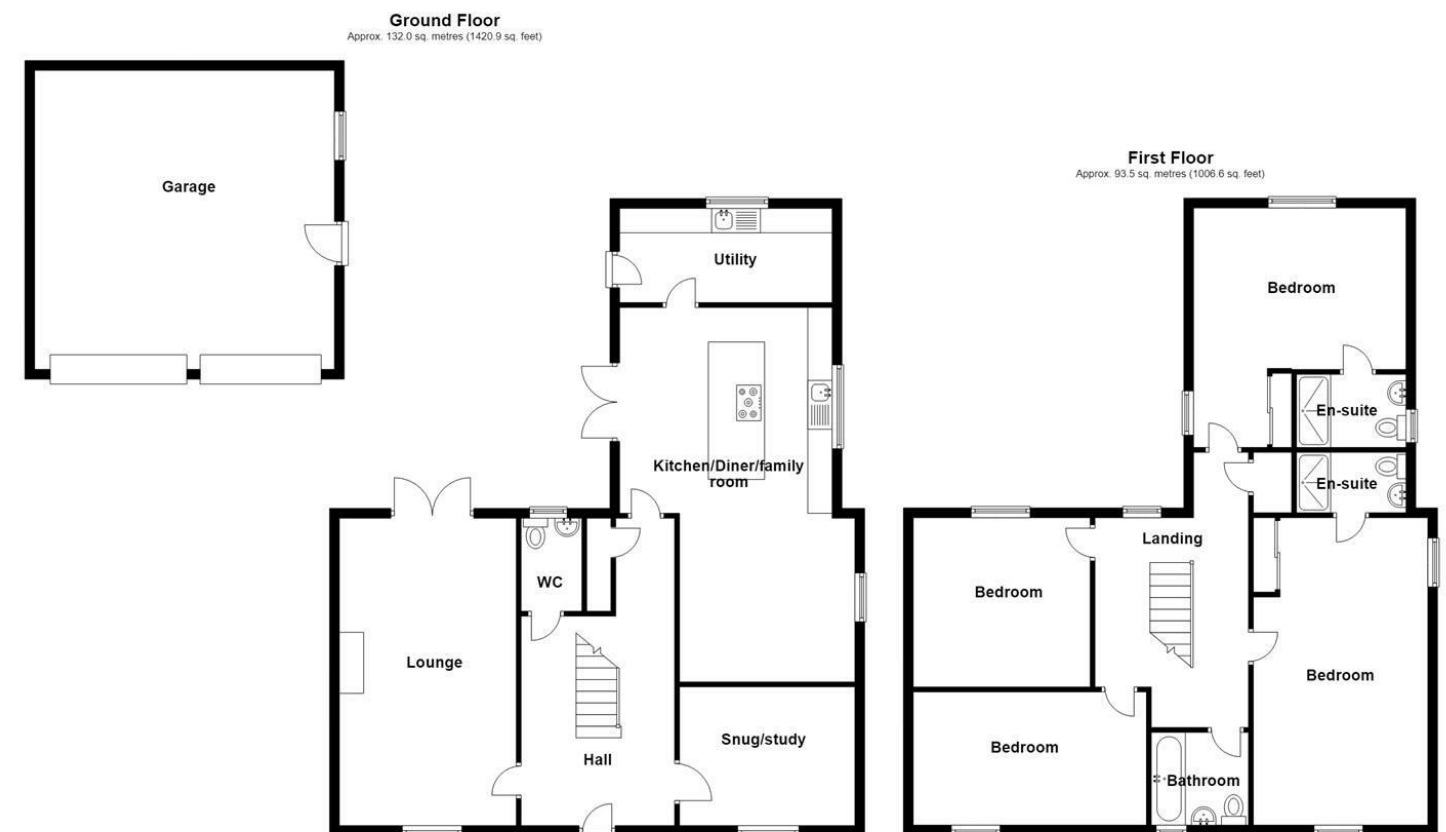 Ground Floor
Approx. 132.0 sq. metres (1420.9 sq. feet)
Garage
Utility
Kitchen/Diner/family
room
WC
Lounge
Hall
Snug/study
First Floor
Approx. 93.5 sq. metres (1006.6 sq. feet)
Bedroom
En-suite
En-suite
Landing
Bedroom
Bedroom
Bedroom
Bathroom